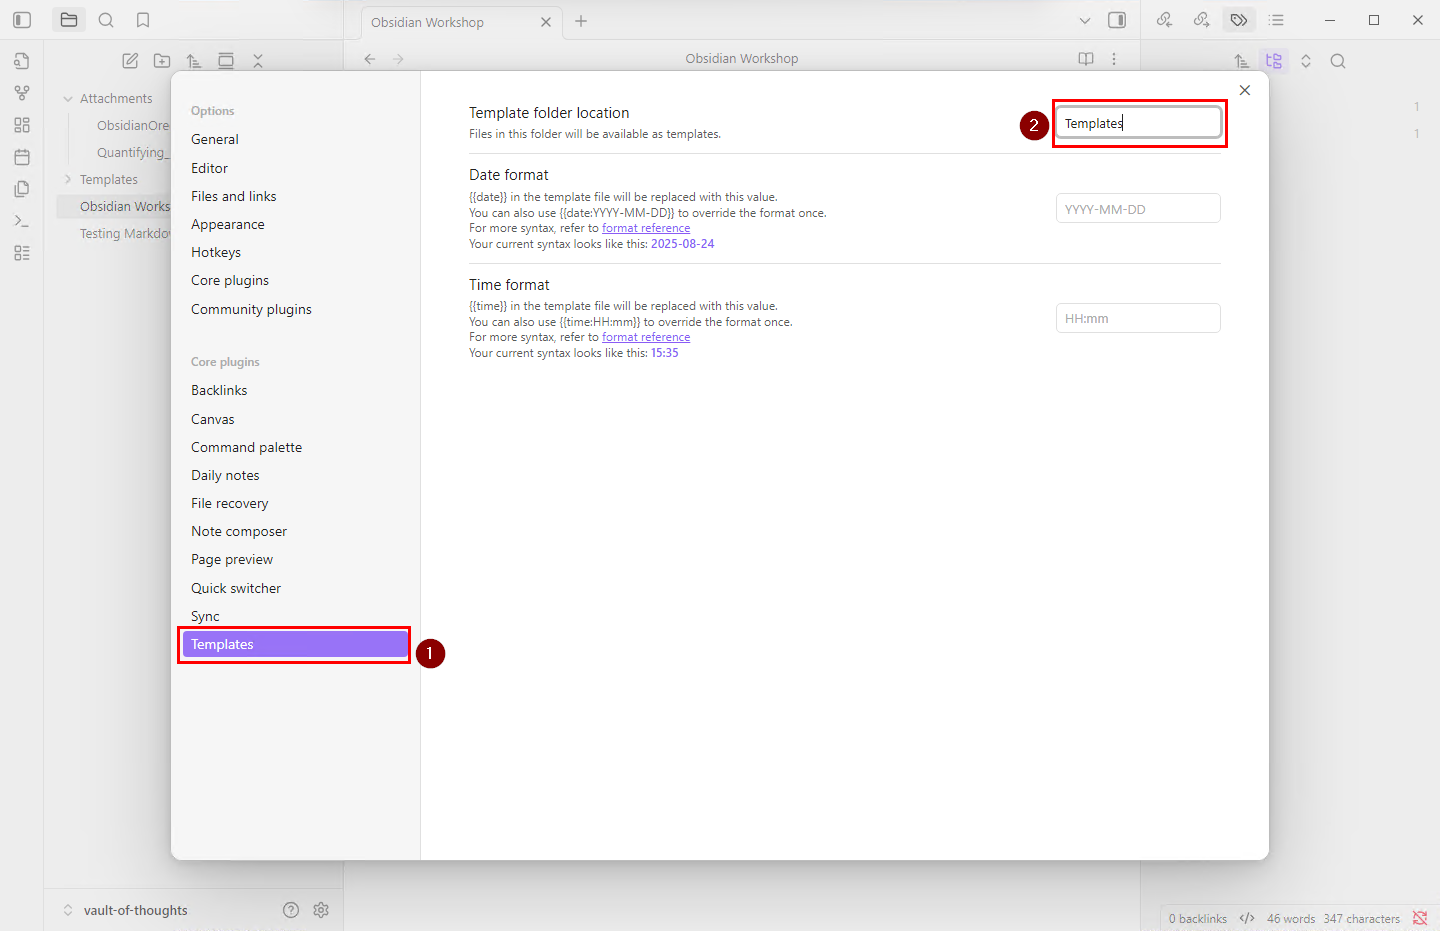 Obsidian Workshop
Obsidian Workshop
Attachments
ObsidianOre
Quantifying_
Templates
Obsidian Works
Testing Markdo
Options
General
Editor
Files and links
Appearance
Hotkeys
Core plugins
Community plugins
Core plugins
Backlinks
Canvas
Command palette
Daily notes
File recovery
Note composer
Page preview
Quick switcher
Sync
Templates
1
Template folder location
Files in this folder will be available as templates.
2
Templates
Date format
{{date}} in the template file will be replaced with this value.
You can also use {{date:YYYY-MM-DD}} to override the format once.
For more syntax, refer to format reference
Your current syntax looks like this: 2025-08-24
YYYY-MM-DD
Time format
{{time}} in the template file will be replaced with this value.
You can also use {{time:HH:mm}} to override the format once.
For more syntax, refer to format reference
Your current syntax looks like this: 15:35
HH:mm
1
1
vault-of-thoughts
0 backlinks
46 words 347 characters